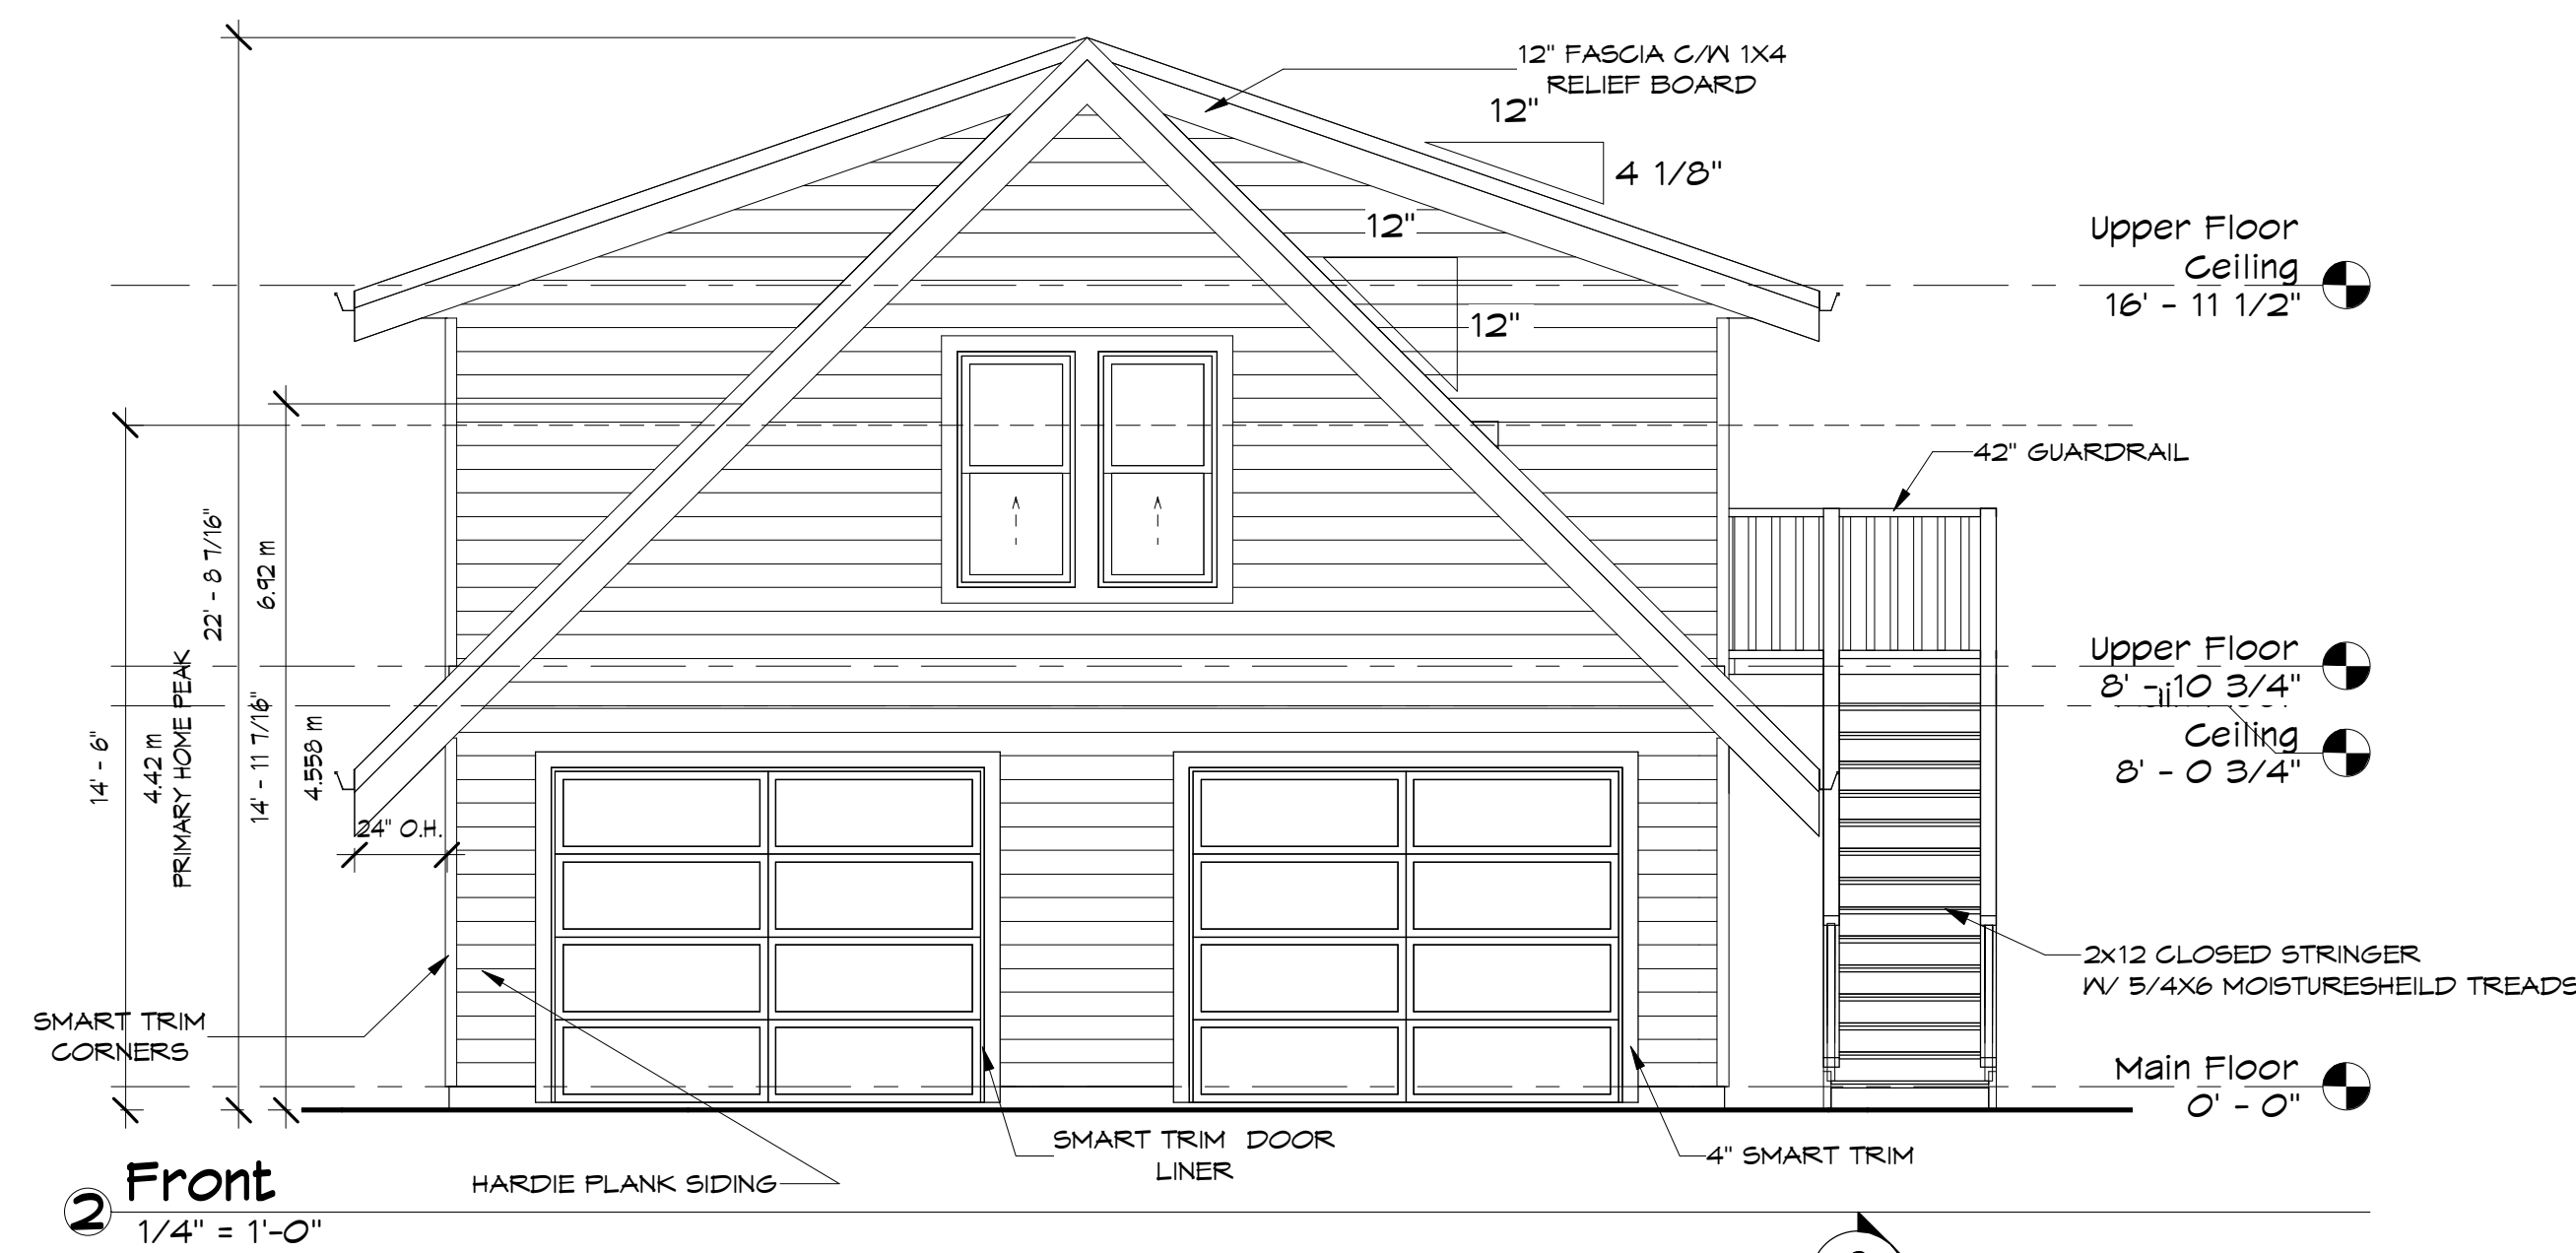 12" FASCIA C/W 1X4
RELIEF BOARD
12"
4 1/8"
12"
12"
Upper Floor
Ceiling
16' - 11 1/2"
42" GUARDRAIL
Upper Floor
8' - 10 3/4"
Ceiling
8' - 0 3/4"
14' - 6"
4.42 m
PRIMARY HOME PEAK
22' - 8 7/16"
6.92 m
14' - 11 7/16"
4.558 m
24" O.H.
2x12 CLOSED STRINGER
W/ 5/4X6 MOISTURESHEILD TREADS
SMART TRIM
CORNERS
Main Floor
0' - 0"
SMART TRIM DOOR
LINER
4" SMART TRIM
HARDIE PLANK SIDING
2
Front
1/4" = 1'-0"